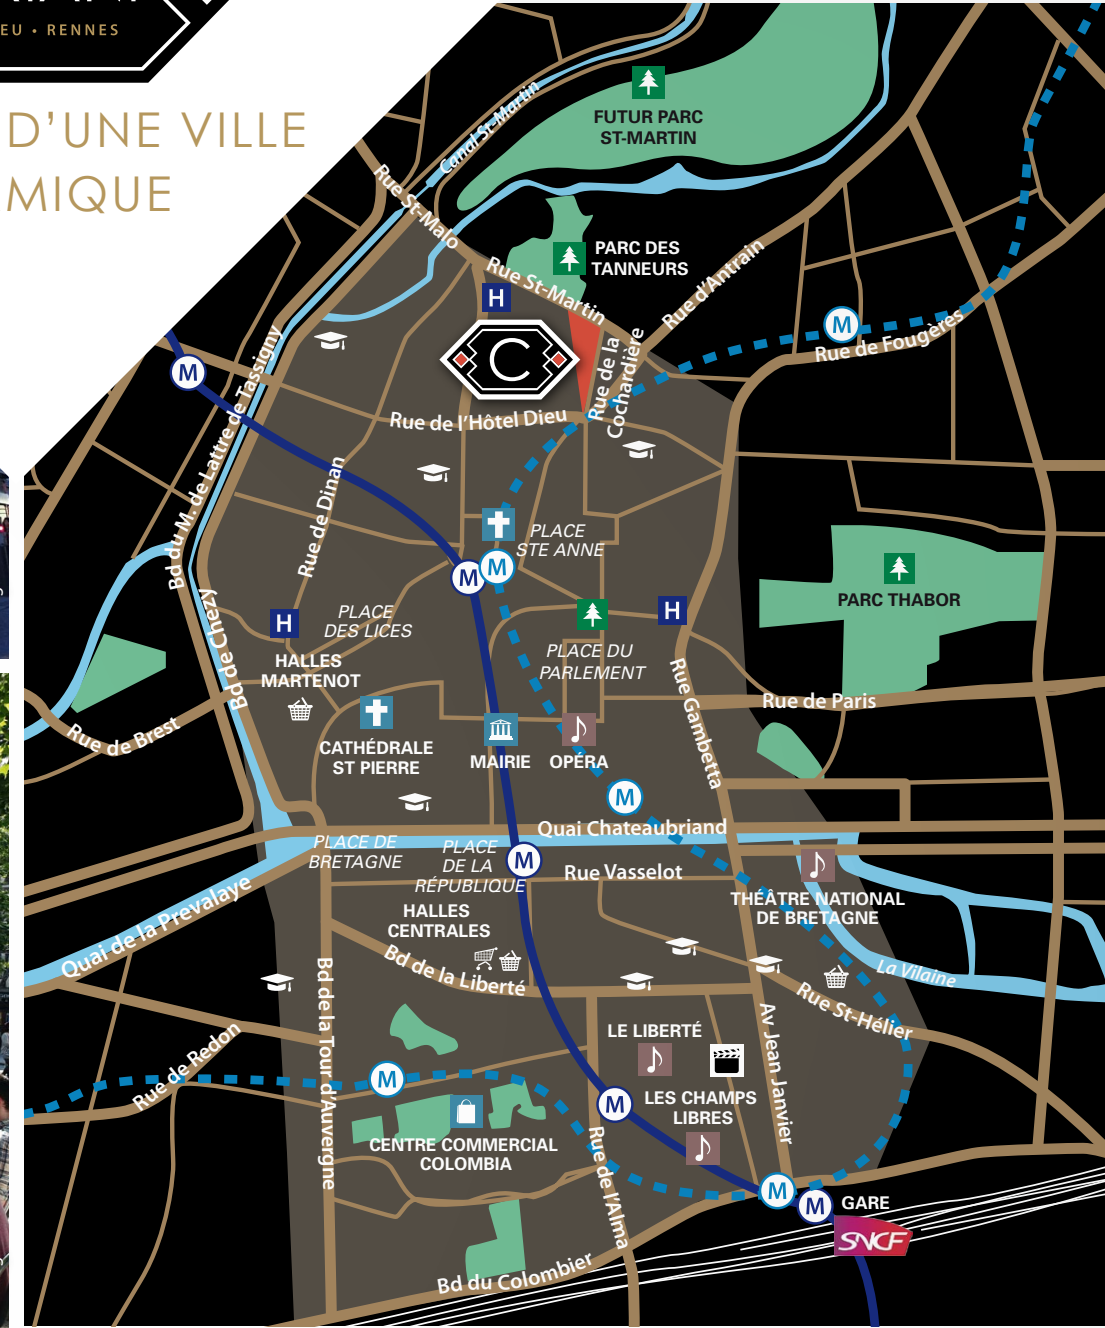 EU • RENNES
D'UNE VILLE
MIQUE
Canal St-Martin
FUTUR PARC
ST-MARTIN
Rue St-Malo
PARC DES
TANNEURS
Rue St-Martin
Rue d'Antrain
H
M
Rue de Fougères
C
Rue de la
Cochardière
M
Rue de l'Hôtel Dieu
Bd du M. de Lattre de Tassigny
Rue de Dinan
PLACE
STE ANNE
M
M
PARC THABOR
Bd de Chézy
H
PLACE
DES LICES
H
HALLES
MARTENOT
PLACE DU
PARLEMENT
Rue Gambetta
Rue de Paris
Rue de Brest
CATHÉDRALE
ST PIERRE
MAIRIE
OPÉRA
M
Quai Chateaubriand
PLACE DE
BRETAGNE
PLACE
DE LA
RÉPUBLIQUE
M
Rue Vasselot
THÉÂTRE NATIONAL
DE BRETAGNE
HALLES
CENTRALES
Quai de la Prevalaye
Bd de la Liberté
La Vilaine
Rue St-Hélier
Bd de la Tour d'Auvergne
LE LIBERTÉ
Av Jean Janvier
Rue de Redon
M
M
LES CHAMPS
LIBRES
CENTRE COMMERCIAL
COLOMBIA
Rue de l'Alma
M
M
GARE
SNCF
Bd du Colombier